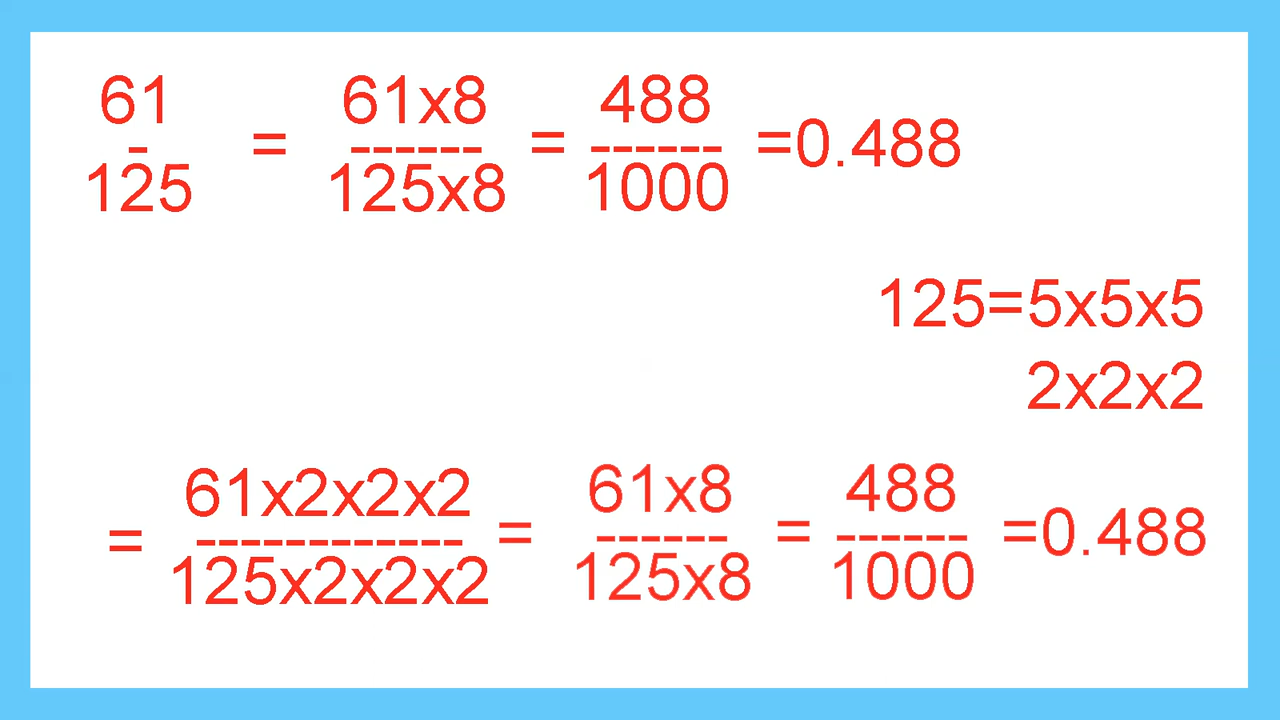 61 61x8 488
- = ------ = ------ =0.488
125 125x8 1000
125=5x5x5
2x2x2
61x2x2x2 61x8 488
= ------------ = ------ = ------ =0.488
125x2x2x2 125x8 1000